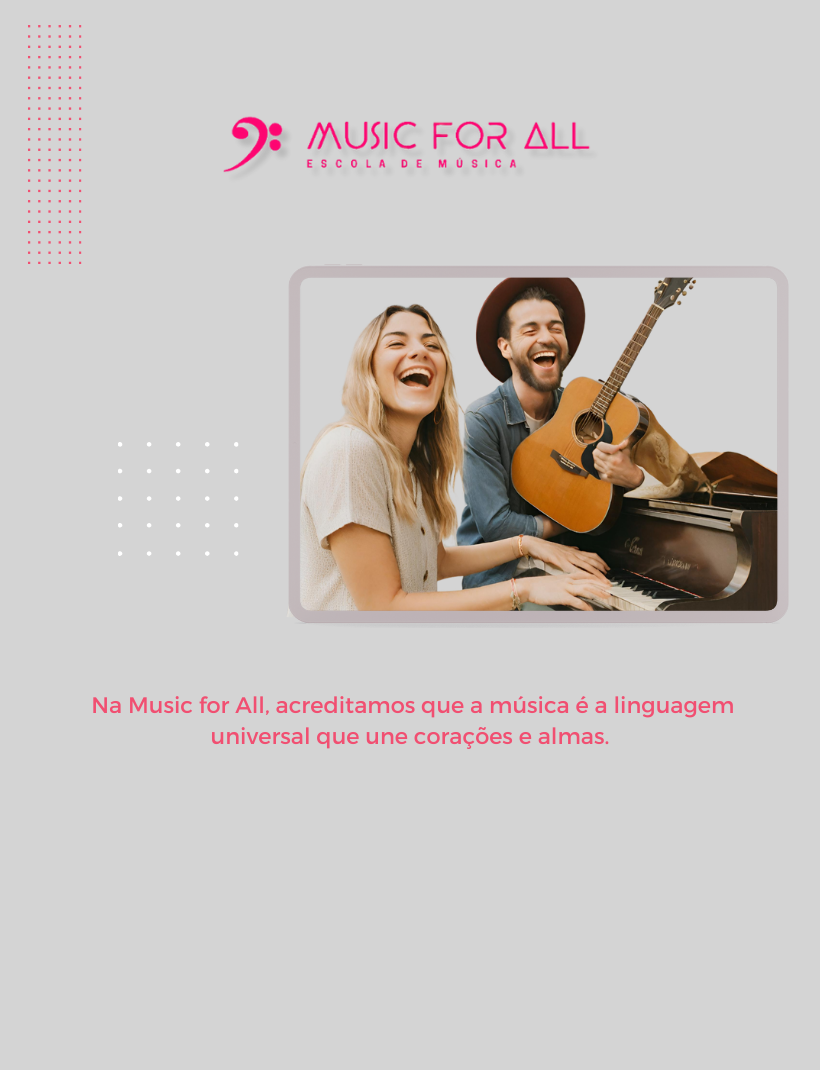 MUSIC FOR ALL
ESCOLA DE MÚSICA
Na Music for All, acreditamos que a música é a linguagem
universal que une corações e almas.